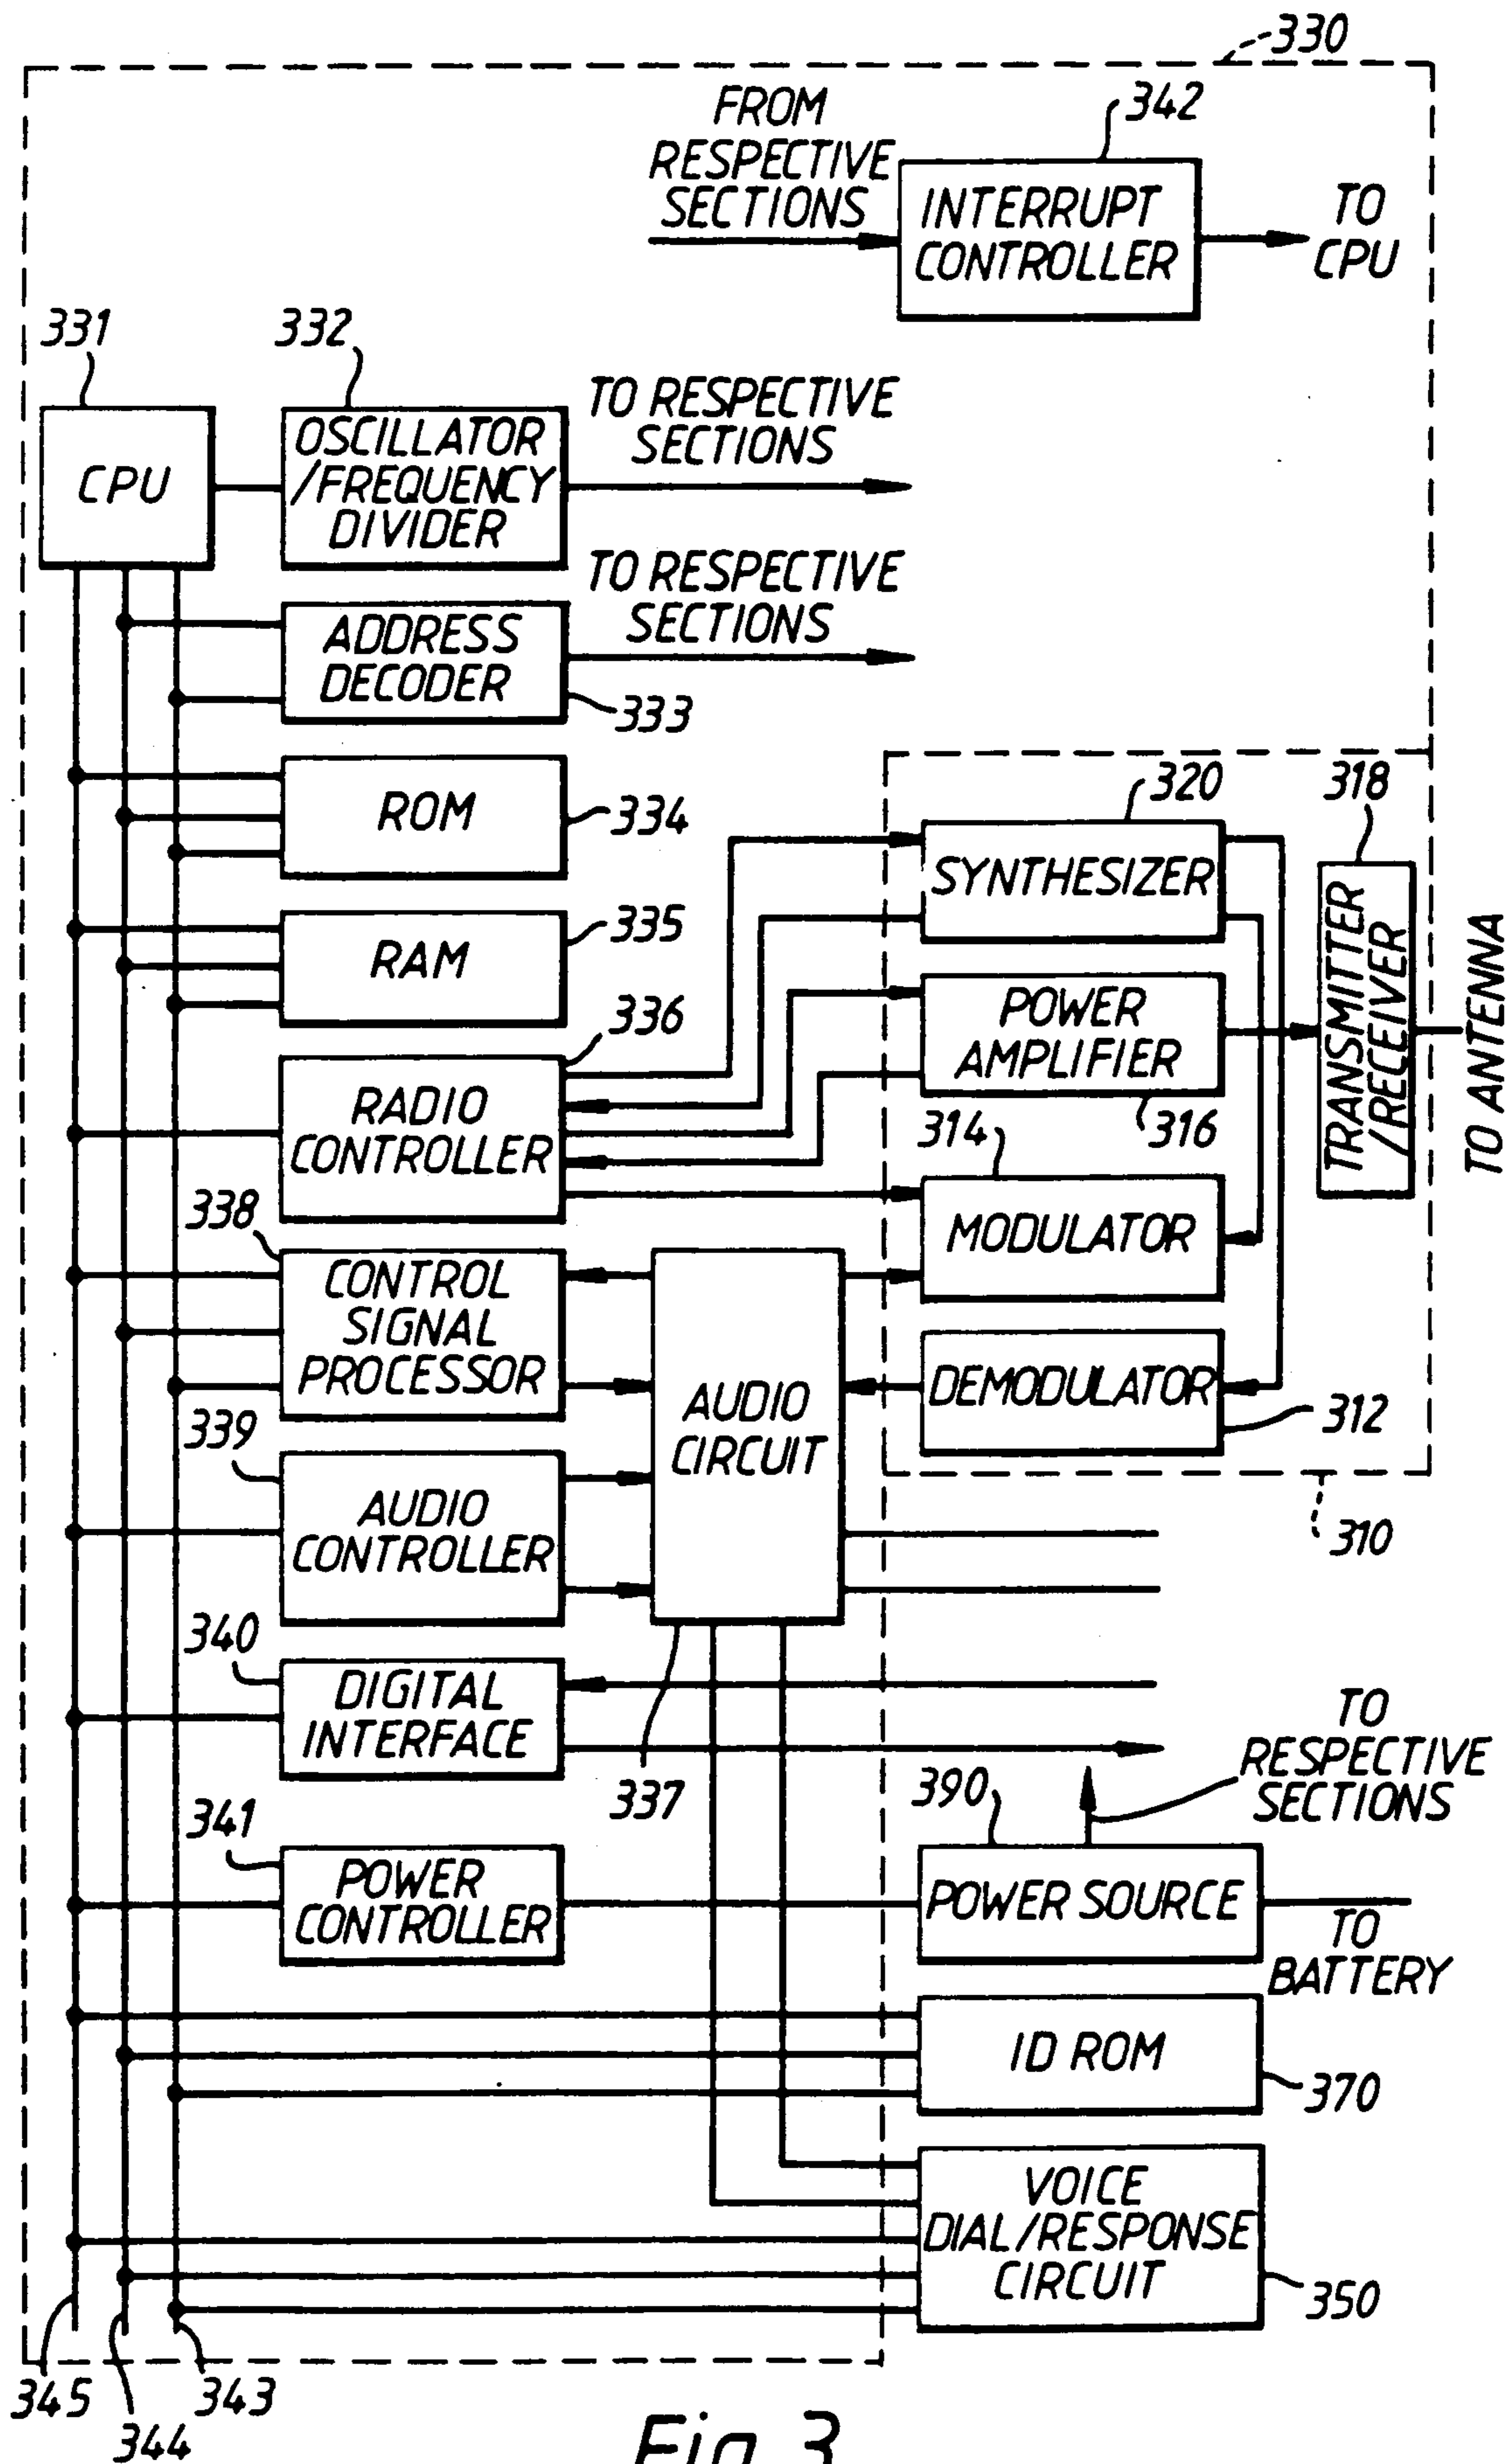 330
FROM
RESPECTIVE
SECTIONS
342
INTERRUPT
CONTROLLER
TO
CPU
331
CPU
332
OSCILLATOR
/FREQUENCY
DIVIDER
TO RESPECTIVE
SECTIONS
ADDRESS
DECODER
333
TO RESPECTIVE
SECTIONS
ROM
334
RAM
335
336
RADIO
CONTROLLER
320
SYNTHESIZER
318
TRANSMITTER
/RECEIVER
TO ANTENNA
POWER
AMPLIFIER
316
314
MODULATOR
338
CONTROL
SIGNAL
PROCESSOR
AUDIO
CIRCUIT
DEMODULATOR
312
310
339
AUDIO
CONTROLLER
340
DIGITAL
INTERFACE
337
TO
RESPECTIVE
SECTIONS
341
POWER
CONTROLLER
390
POWER SOURCE
TO
BATTERY
ID ROM
370
VOICE
DIAL/RESPONSE
CIRCUIT
350
345
344
343
Fig.3